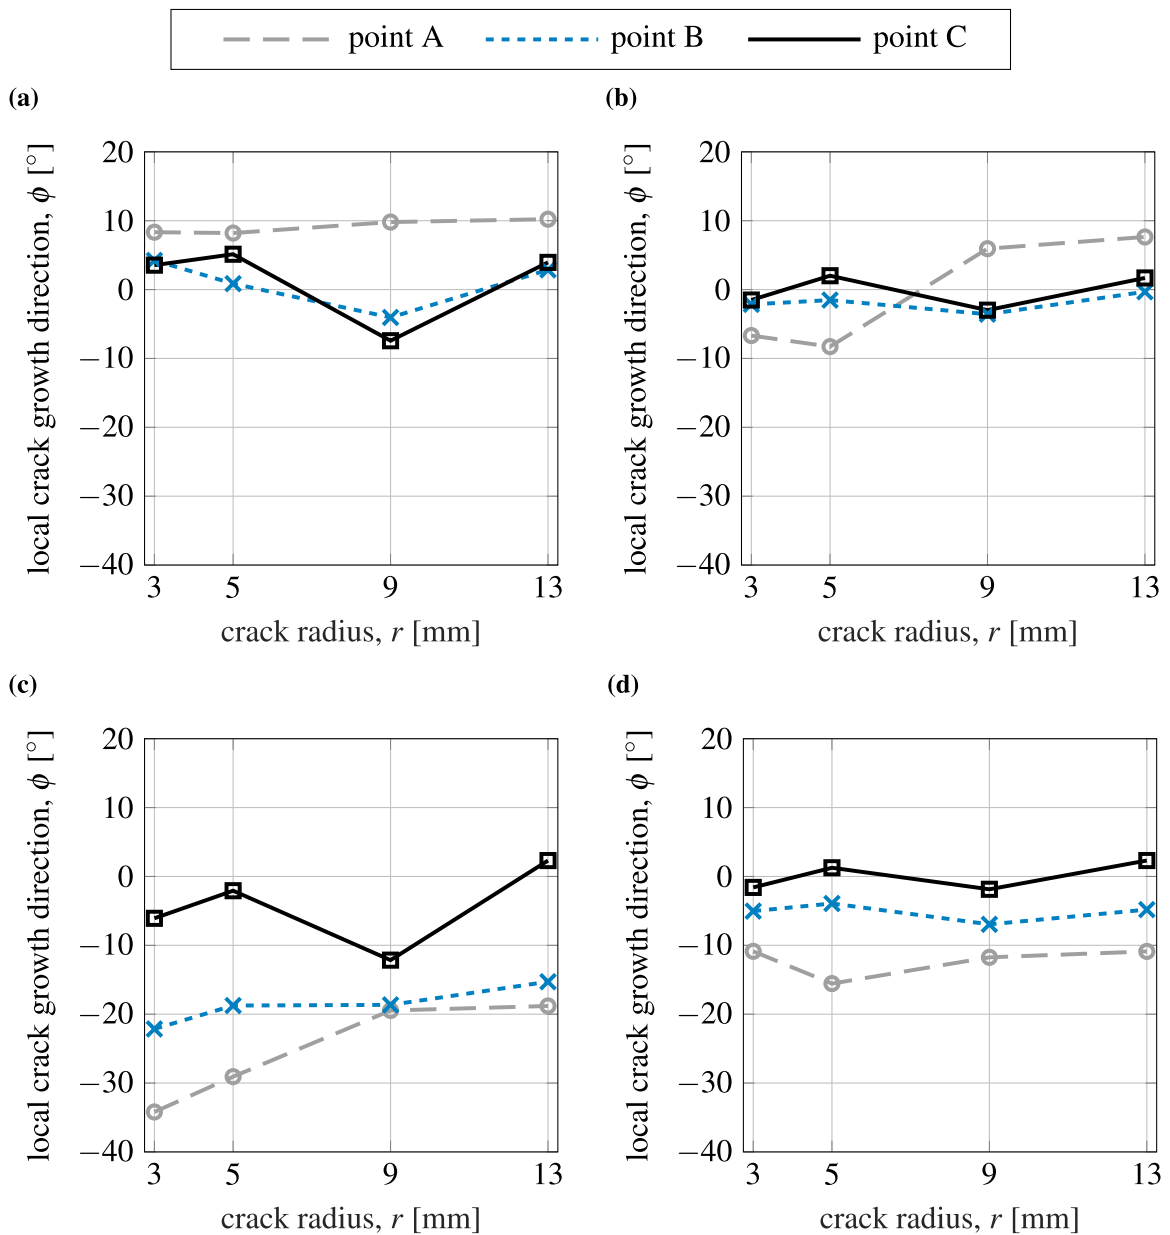 point A point B point C
(a) (b)
local crack growth direction, ϕ [°]
20
10
0
−10
−20
−30
−40
3 5 9 13
crack radius, r [mm]
local crack growth direction, ϕ [°]
20
10
0
−10
−20
−30
−40
3 5 9 13
crack radius, r [mm]
(c) (d)
local crack growth direction, ϕ [°]
20
10
0
−10
−20
−30
−40
3 5 9 13
crack radius, r [mm]
local crack growth direction, ϕ [°]
20
10
0
−10
−20
−30
−40
3 5 9 13
crack radius, r [mm]